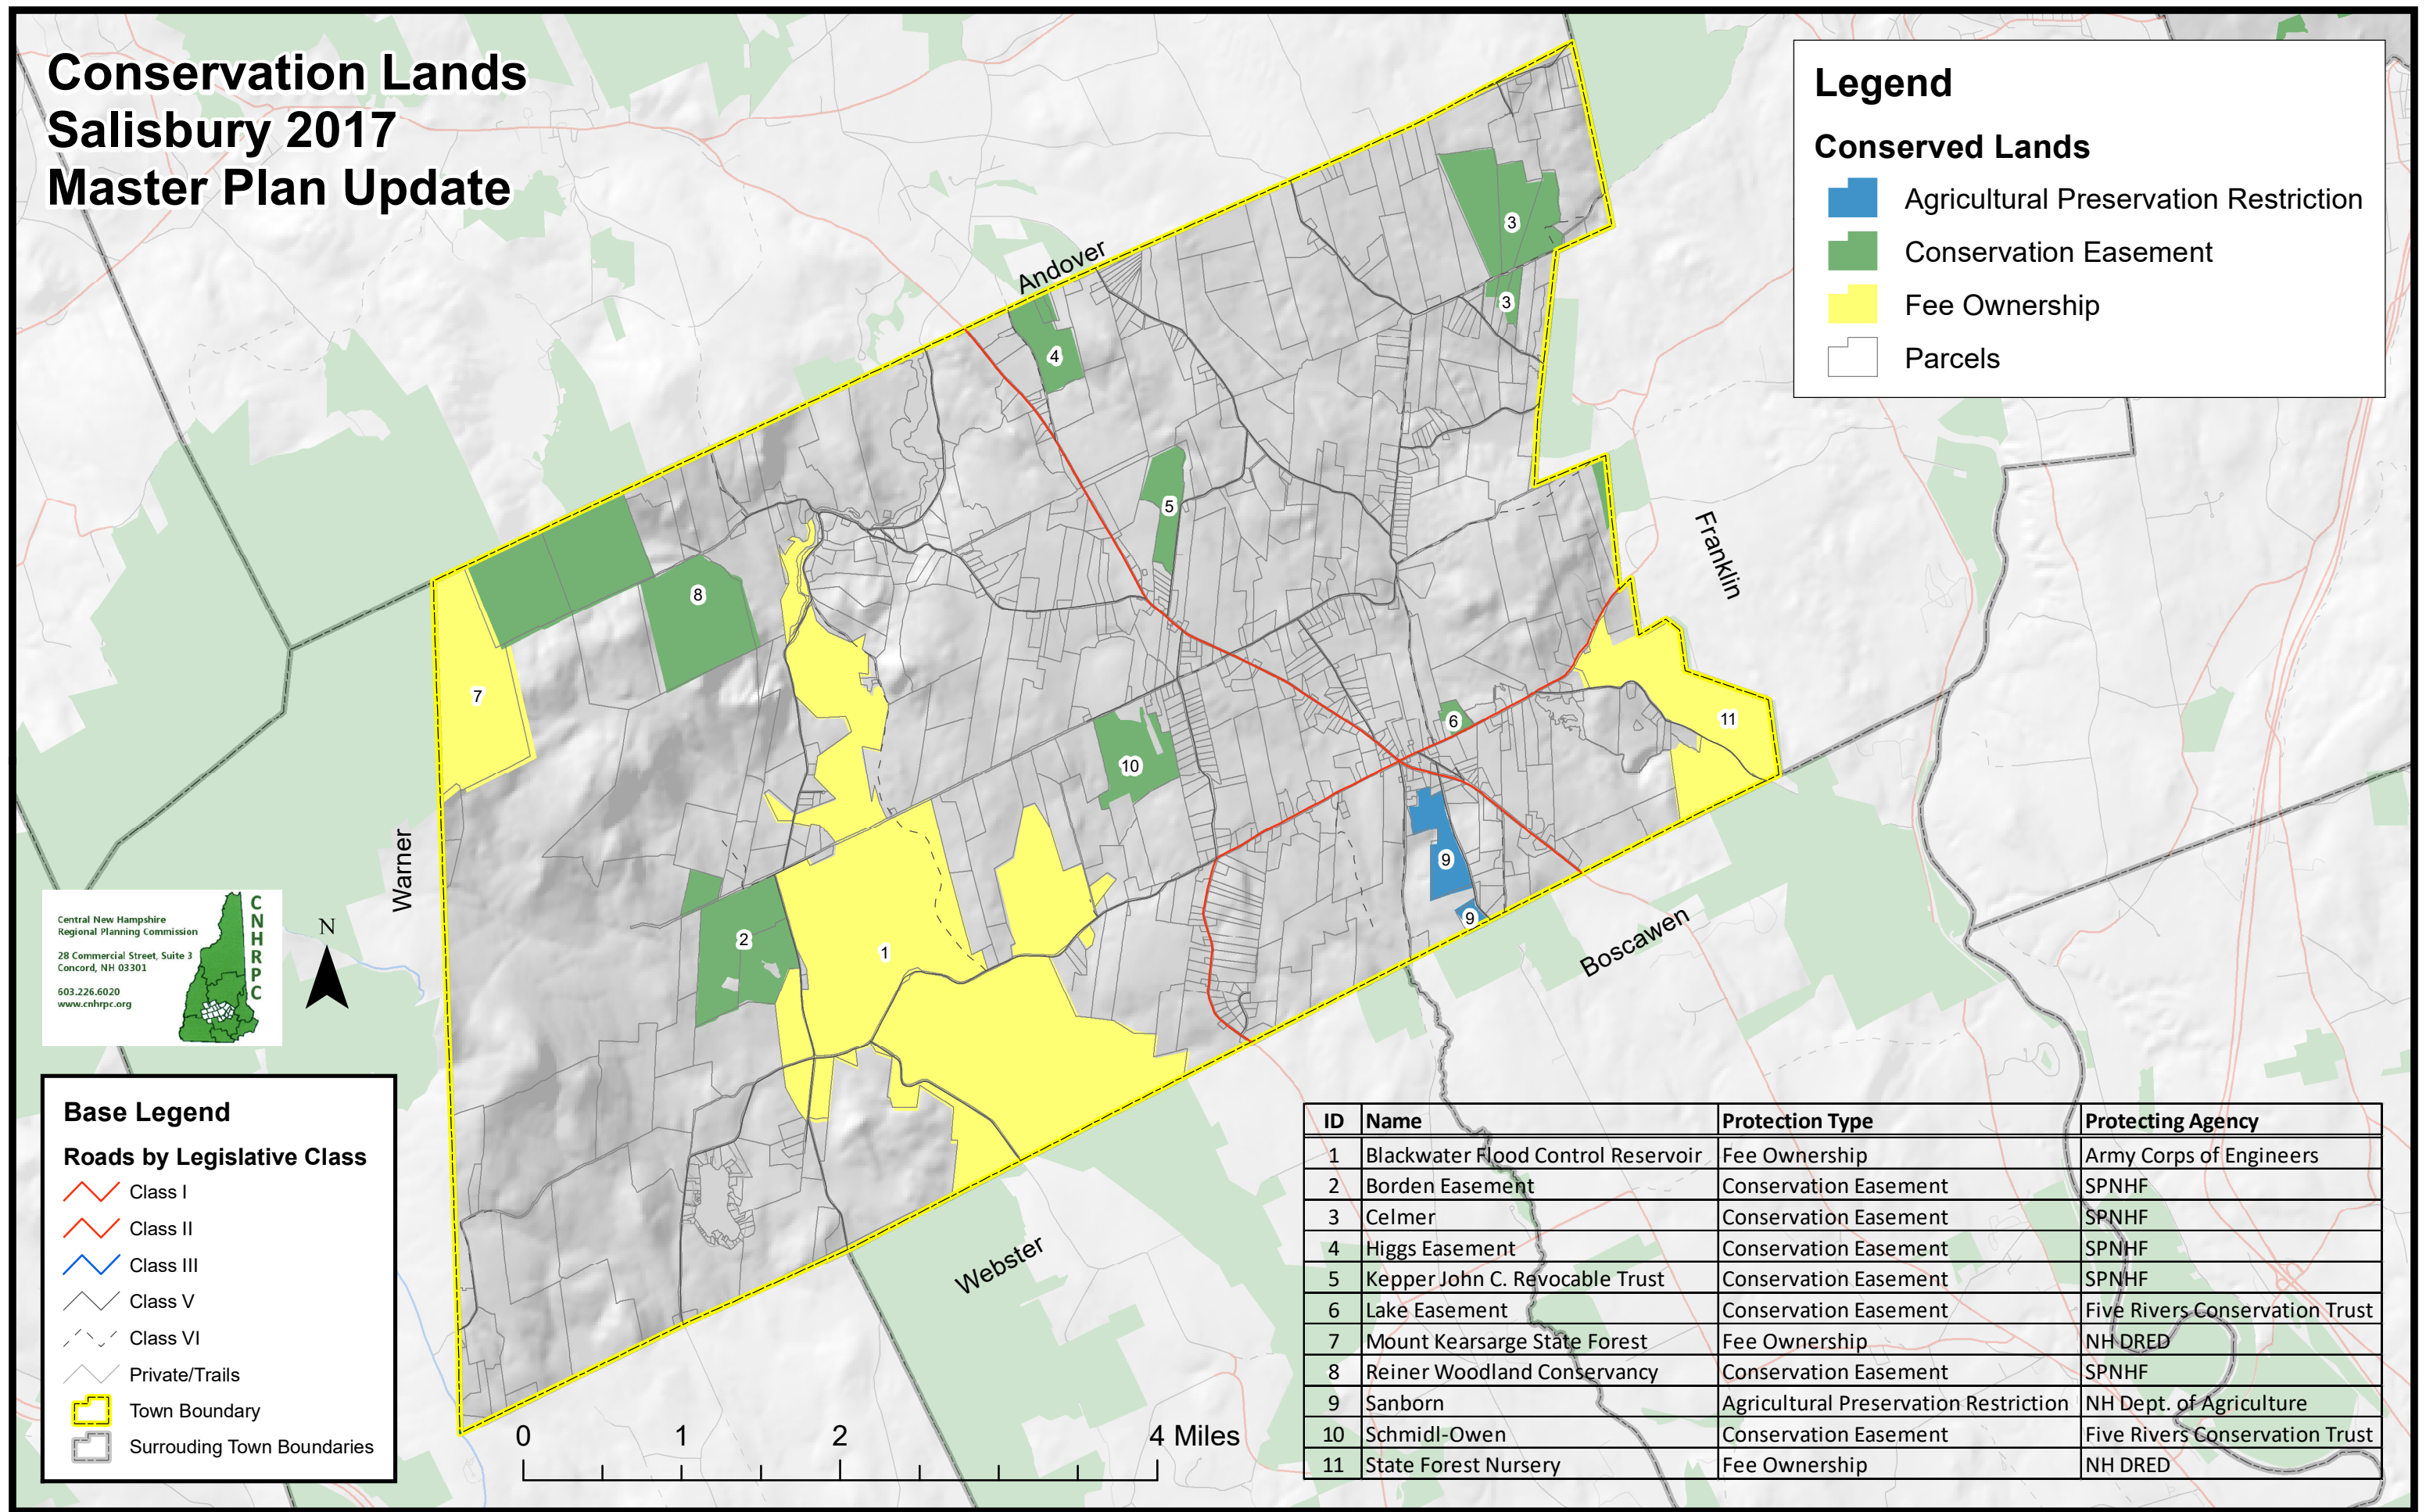 Conservation Lands
Salisbury 2017
Master Plan Update
Legend
Conserved Lands
Agricultural Preservation Restriction
Conservation Easement
Fee Ownership
Parcels
Andover
Franklin
Warner
Boscawen
Webster
3
3
4
5
8
7
6
11
10
9
9
2
1
Central New Hampshire
Regional Planning Commission
28 Commercial Street, Suite 3
Concord, NH 03301
603.226.6020
www.cnhrpc.org
CNHRPC
N
Base Legend
Roads by Legislative Class
Class I
Class II
Class III
Class V
Class VI
Private/Trails
Town Boundary
Surrouding Town Boundaries
0 1 2 4 Miles
ID Name Protection Type Protecting Agency
1 Blackwater Flood Control Reservoir Fee Ownership Army Corps of Engineers
2 Borden Easement Conservation Easement SPNHF
3 Celmer Conservation Easement SPNHF
4 Higgs Easement Conservation Easement SPNHF
5 Kepper John C. Revocable Trust Conservation Easement SPNHF
6 Lake Easement Conservation Easement Five Rivers Conservation Trust
7 Mount Kearsarge State Forest Fee Ownership NH DRED
8 Reiner Woodland Conservancy Conservation Easement SPNHF
9 Sanborn Agricultural Preservation Restriction NH Dept. of Agriculture
10 Schmidl-Owen Conservation Easement Five Rivers Conservation Trust
11 State Forest Nursery Fee Ownership NH DRED